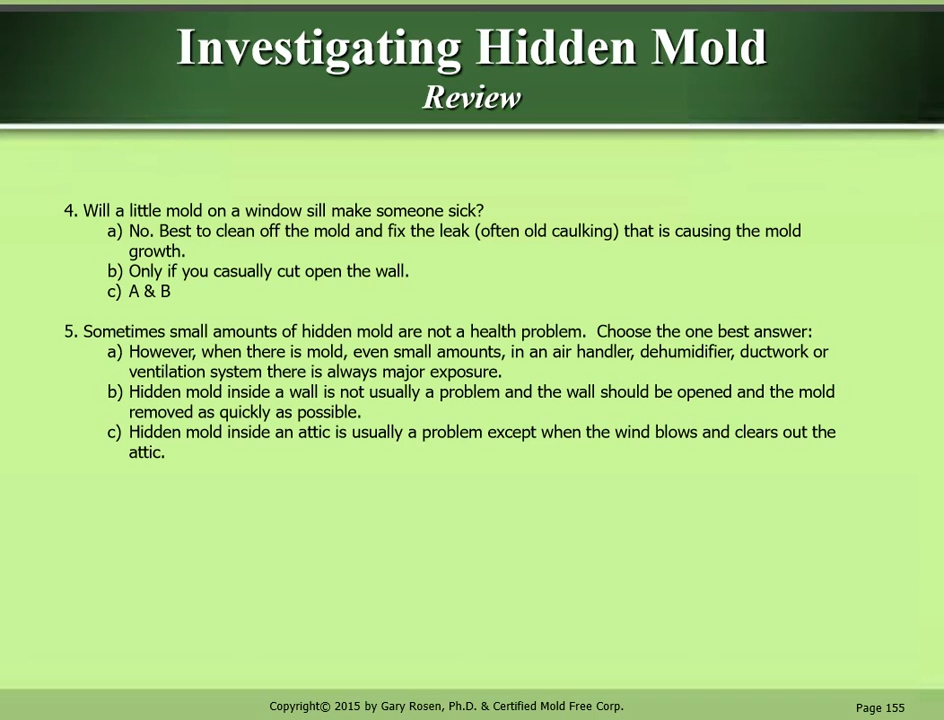 Investigating Hidden Mold
Review
4. Will a little mold on a window sill make someone sick?
a) No. Best to clean off the mold and fix the leak (often old caulking) that is causing the mold
growth.
b) Only if you casually cut open the wall.
c) A & B
5. Sometimes small amounts of hidden mold are not a health problem.  Choose the one best answer:
a) However, when there is mold, even small amounts, in an air handler, dehumidifier, ductwork or
ventilation system there is always major exposure.
b) Hidden mold inside a wall is not usually a problem and the wall should be opened and the mold
removed as quickly as possible.
c) Hidden mold inside an attic is usually a problem except when the wind blows and clears out the
attic.
Copyright© 2015 by Gary Rosen, Ph.D. & Certified Mold Free Corp.
Page 155